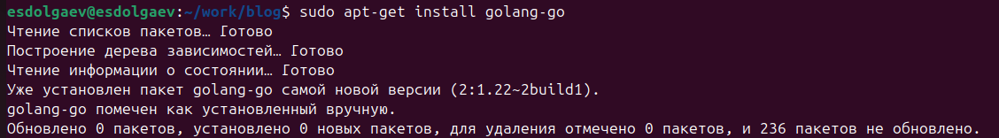 esdolgaev@esdolgaev:~/work/blog$ sudo apt-get install golang-go
Чтение списков пакетов… Готово
Построение дерева зависимостей… Готово
Чтение информации о состоянии… Готово
Уже установлен пакет golang-go самой новой версии (2:1.22~2build1).
golang-go помечен как установленный вручную.
Обновлено 0 пакетов, установлено 0 новых пакетов, для удаления отмечено 0 пакетов, и 236 пакетов не обновлено.